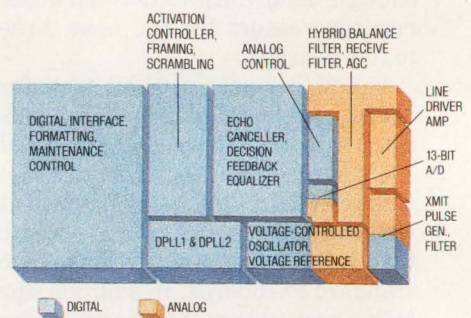 ACTIVATION
CONTROLLER,
FRAMING,
SCRAMBLING
ANALOG
CONTROL
HYBRID BALANCE
FILTER, RECEIVE
FILTER, AGC
LINE
DRIVER
AMP
13-BIT
A/D
XMIT
PULSE
GEN.,
FILTER
DIGITAL INTERFACE,
FORMATTING,
MAINTENANCE
CONTROL
ECHO
CANCELLER,
DECISION
FEEDBACK
EQUALIZER
DPLL1 & DPLL2
VOLTAGE-CONTROLLED
OSCILLATOR,
VOLTAGE REFERENCE
DIGITAL
ANALOG